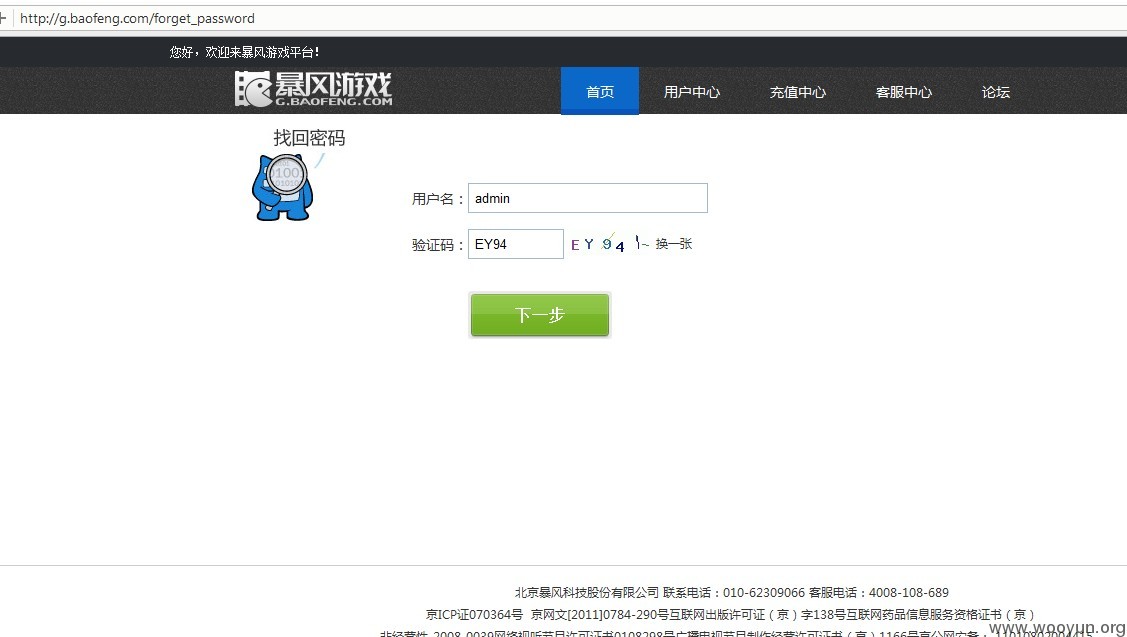 http://g.baofeng.com/forget_password
您好，欢迎来暴风游戏平台！
暴风游戏
G.BAOFENG.COM
首页 用户中心 充值中心 客服中心 论坛
找回密码
用户名： admin
验证码： EY94 EY94 换一张
下一步
北京暴风科技股份有限公司 联系电话：010-62309066 客服电话：4008-108-689
京ICP证070364号 京网文[2011]0784-290号互联网出版许可证（京）字138号互联网药品信息服务资格证书（京）
www.wooyun.org